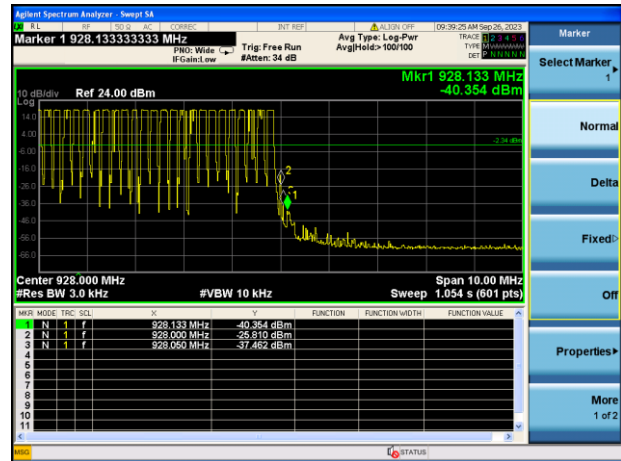 Agilent Spectrum Analyzer - Swept SA
RL RF 50 Ω AC CORREC INT REF ALIGN OFF 09:39:25 AM Sep 26, 2023
Marker 1 928.133333333 MHz
PNO: Wide
IFGain:Low
Trig: Free Run
#Atten: 34 dB
Avg Type: Log-Pwr
Avg|Hold:> 100/100
TRACE 1 2 3 4 5 6
TYPE M
DET P N N N N N
Mkr1 928.133 MHz
-40.354 dBm
10 dB/div Ref 24.00 dBm
Log
14.0
4.00
-6.00
-16.0
-26.0
-36.0
-46.0
-56.0
-66.0
-2.34 dBm
2
1
Center 928.000 MHz Span 10.00 MHz
#Res BW 3.0 kHz #VBW 10 kHz Sweep 1.054 s (601 pts)
MKR MODE TRC SCL X Y FUNCTION FUNCTION WIDTH FUNCTION VALUE
1 N 1 f 928.133 MHz -40.354 dBm
2 N 1 f 928.000 MHz -25.810 dBm
3 N 1 f 928.050 MHz -37.462 dBm
4
5
6
7
8
9
10
11
MSG STATUS
Marker
Select Marker
1
Normal
Delta
Fixed
Off
Properties
More
1 of 2